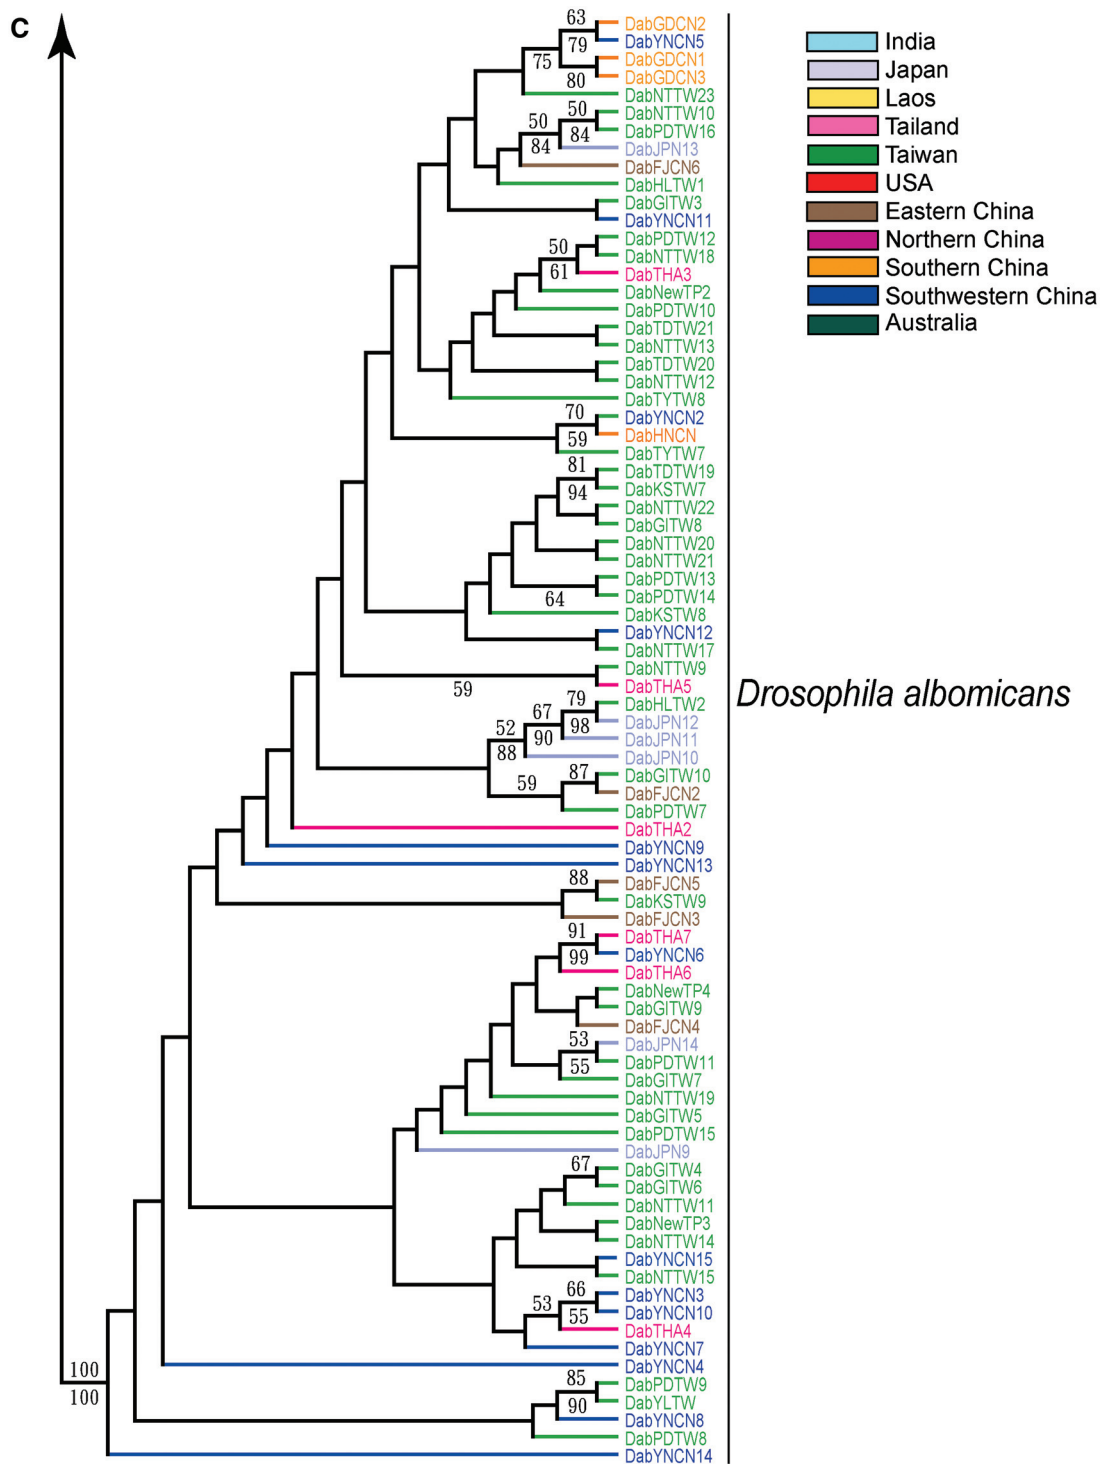 C
63
DabGDCN2
79
DabYNCN5
75
DabGDCN1
80
DabGDCN3
DabNTTW23
50
DabNTTW10
50
84
DabPDTW16
84
DabJPN13
DabFJCN6
DabHLTW1
DabGITW3
DabYNCN11
DabPDTW12
50
DabNTTW18
61
DabTHA3
DabNewTP2
DabPDTW10
DabTDTW21
DabNTTW13
DabTDTW20
DabNTTW12
DabTYTW8
70
DabYNCN2
59
DabHNCN
DabTYTW7
81
DabTDTW19
94
DabKSTW7
DabNTTW22
DabGITW8
DabNTTW20
DabNTTW21
DabPDTW13
64
DabPDTW14
DabKSTW8
DabYNCN12
DabNTTW17
DabNTTW9
59
DabTHA5
79
DabHLTW2
67
98
DabJPN12
52
90
DabJPN11
88
DabJPN10
87
DabGITW10
59
DabFJCN2
DabPDTW7
DabTHA2
DabYNCN9
DabYNCN13
88
DabFJCN5
DabKSTW9
DabFJCN3
91
DabTHA7
99
DabYNCN6
DabTHA6
DabNewTP4
DabGITW9
DabFJCN4
53
DabJPN14
55
DabPDTW11
DabGITW7
DabNTTW19
DabGITW5
DabPDTW15
DabJPN9
67
DabGITW4
DabGITW6
DabNTTW11
DabNewTP3
DabNTTW14
DabYNCN15
DabNTTW15
66
DabYNCN3
53
55
DabYNCN10
DabTHA4
DabYNCN7
DabYNCN4
100
100
85
DabPDTW9
90
DabYLTW
DabYNCN8
DabPDTW8
DabYNCN14
Drosophila albomicans
India
Japan
Laos
Tailand
Taiwan
USA
Eastern China
Northern China
Southern China
Southwestern China
Australia